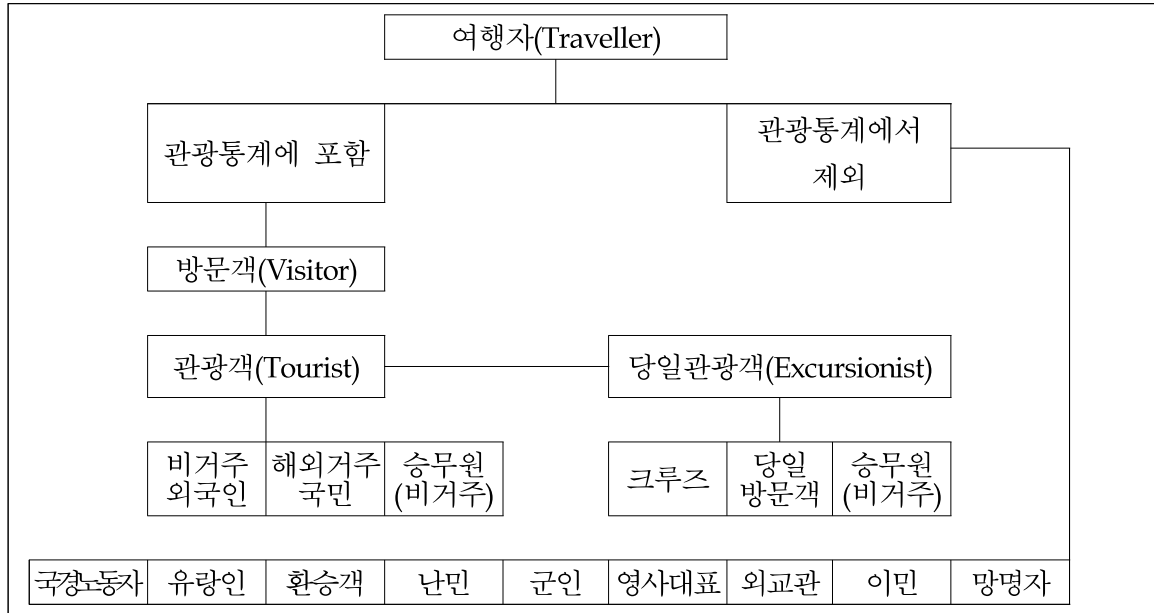 여행자(Traveller)
관광통계에 포함
관광통계에서
제외
방문객(Visitor)
관광객(Tourist)
당일관광객(Excursionist)
비거주
외국인
해외거주
국민
승무원
(비거주)
크루즈
당일
방문객
승무원
(비거주)
국경노동자
유랑인
환승객
난민
군인
영사대표
외교관
이민
망명자